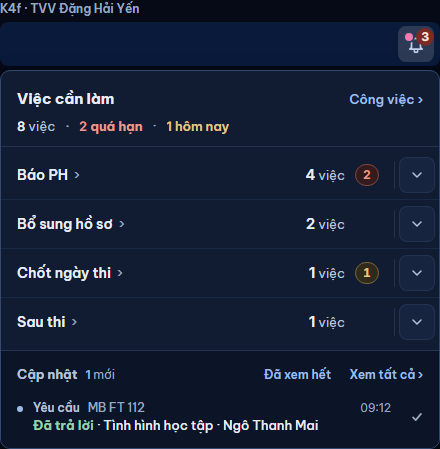 K4f · TVV Đặng Hải Yến
3
Việc cần làm
Công việc ›
8 việc · 2 quá hạn · 1 hôm nay
Báo PH › 4 việc 2
Bổ sung hồ sơ › 2 việc
Chốt ngày thi › 1 việc 1
Sau thi › 1 việc
Cập nhật 1 mới Đã xem hết Xem tất cả ›
Yêu cầu MB FT 112 09:12
Đã trả lời · Tình hình học tập · Ngô Thanh Mai